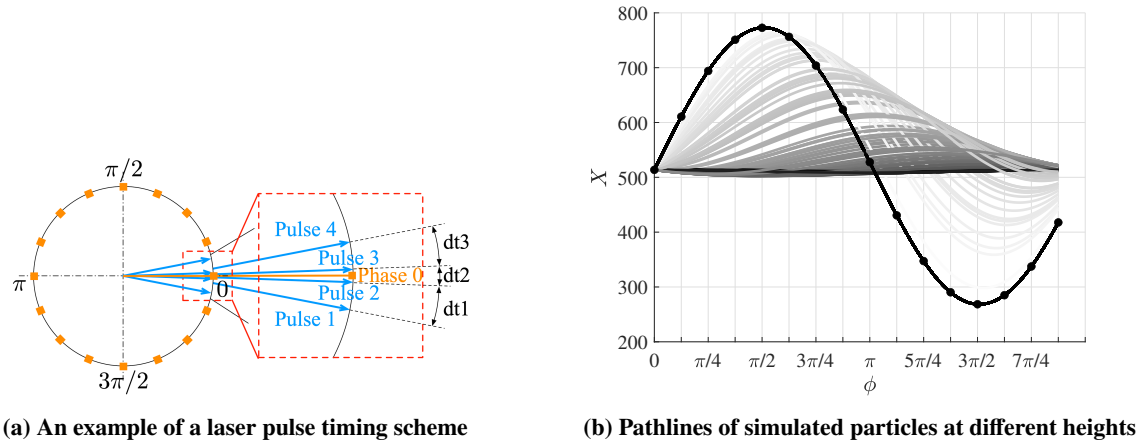 π/2
π
0
3π/2
Pulse 4
Pulse 3
Phase 0
Pulse 2
Pulse 1
dt3
dt2
dt1
(a) An example of a laser pulse timing scheme
800
700
600
500
400
300
200
X
0 π/4 π/2 3π/4 π 5π/4 3π/2 7π/4
ϕ
(b) Pathlines of simulated particles at different heights